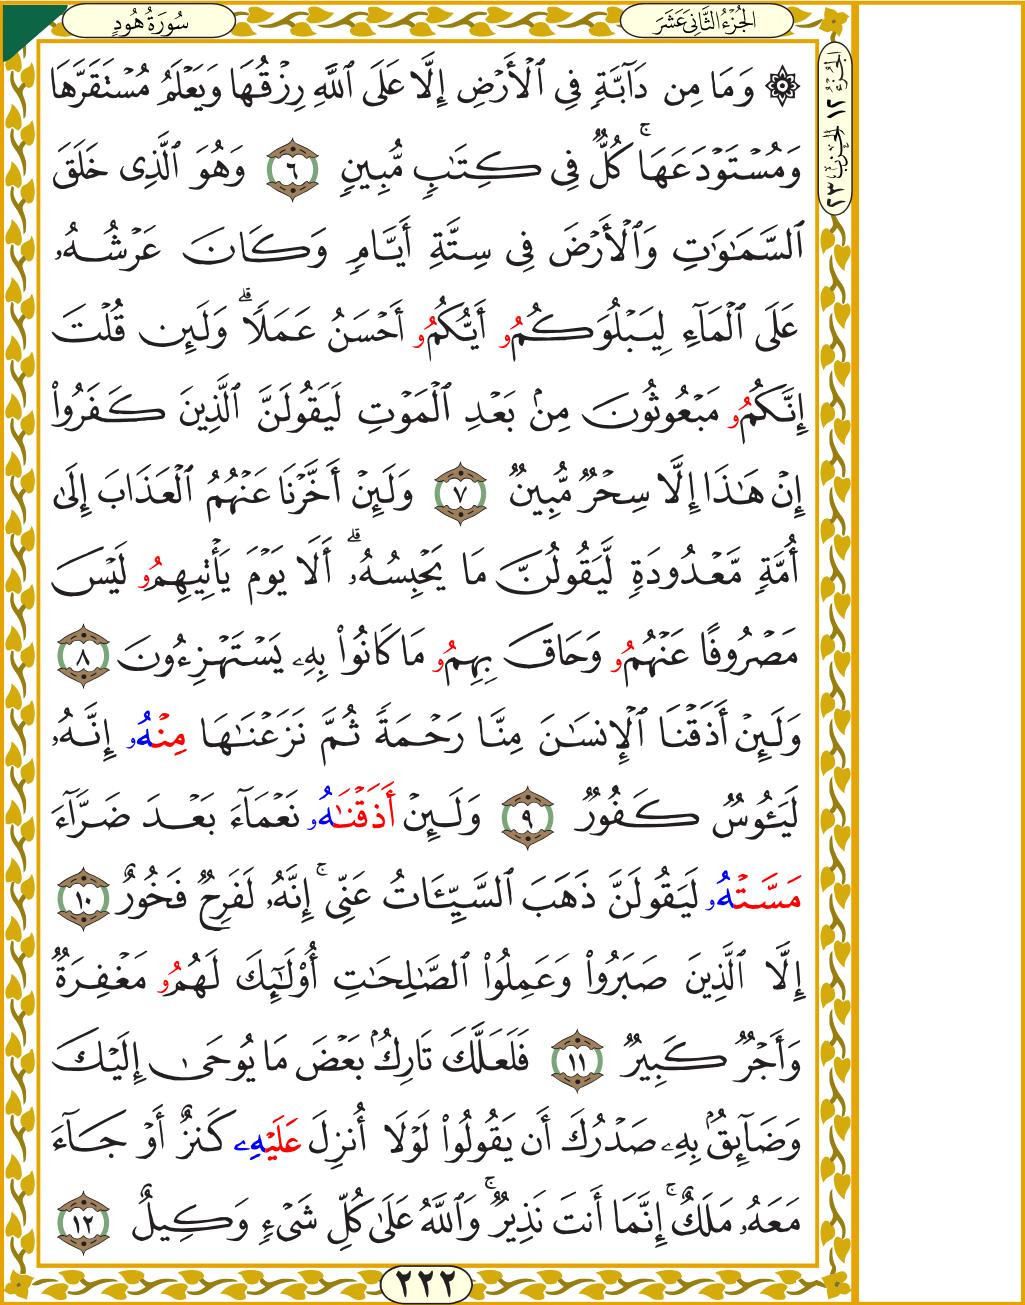 سُورَةُ هُودٍ
الجُزْءُ الثَّانِيَ عَشَرَ
الجُزْءُ ١٢ الحِزْبُ ٢٣
۞ وَمَا مِن دَآبَّةٍ فِي ٱلْأَرْضِ إِلَّا عَلَى ٱللَّهِ رِزْقُهَا وَيَعْلَمُ مُسْتَقَرَّهَا
وَمُسْتَوْدَعَهَاۚ كُلٌّ فِي كِتَٰبٍ مُّبِينٍ ٦ وَهُوَ ٱلَّذِي خَلَقَ
ٱلسَّمَٰوَٰتِ وَٱلْأَرْضَ فِي سِتَّةِ أَيَّامٍ وَكَانَ عَرْشُهُۥ
عَلَى ٱلْمَآءِ لِيَبْلُوَكُمُۥ أَيُّكُمُۥ أَحْسَنُ عَمَلًاۗ وَلَئِن قُلْتَ
إِنَّكُمُۥ مَبْعُوثُونَ مِنۢ بَعْدِ ٱلْمَوْتِ لَيَقُولَنَّ ٱلَّذِينَ كَفَرُوا۟
إِنْ هَٰذَا إِلَّا سِحْرٌ مُّبِينٌ ٧ وَلَئِنْ أَخَّرْنَا عَنْهُمُ ٱلْعَذَابَ إِلَىٰ
أُمَّةٍ مَّعْدُودَةٍ لَّيَقُولُنَّ مَا يَحْبِسُهُۥۗ أَلَا يَوْمَ يَأْتِيهِمُۥ لَيْسَ
مَصْرُوفًا عَنْهُمُۥ وَحَاقَ بِهِمُۥ مَا كَانُوا۟ بِهِۦ يَسْتَهْزِءُونَ ٨
وَلَئِنْ أَذَقْنَا ٱلْإِنسَٰنَ مِنَّا رَحْمَةً ثُمَّ نَزَعْنَٰهَا مِنْهُۥ إِنَّهُۥ
لَيَـُٔوسٌ كَفُورٌ ٩ وَلَئِنْ أَذَقْنَٰهُۥ نَعْمَآءَ بَعْدَ ضَرَّآءَ
مَسَّتْهُۥ لَيَقُولَنَّ ذَهَبَ ٱلسَّيِّـَٔاتُ عَنِّيۚ إِنَّهُۥ لَفَرِحٌ فَخُورٌ ١٠
إِلَّا ٱلَّذِينَ صَبَرُوا۟ وَعَمِلُوا۟ ٱلصَّٰلِحَٰتِ أُو۟لَٰٓئِكَ لَهُمُۥ مَغْفِرَةٌ
وَأَجْرٌ كَبِيرٌ ١١ فَلَعَلَّكَ تَارِكٌۢ بَعْضَ مَا يُوحَىٰ إِلَيْكَ
وَضَآئِقٌۢ بِهِۦ صَدْرُكَ أَن يَقُولُوا۟ لَوْلَا أُنزِلَ عَلَيْهِۦ كَنزٌ أَوْ جَآءَ
مَعَهُۥ مَلَكٌۚ إِنَّمَا أَنتَ نَذِيرٌۚ وَٱللَّهُ عَلَىٰ كُلِّ شَيْءٍ وَكِيلٌ ١٢
٢٢٢